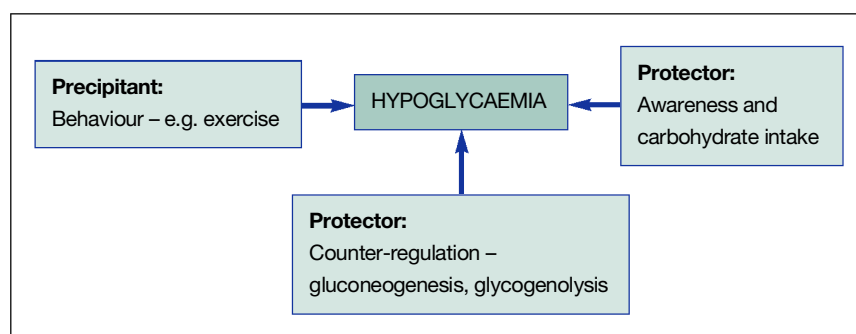 Precipitant:
Behaviour – e.g. exercise
HYPOGLYCAEMIA
Protector:
Awareness and
carbohydrate intake
Protector:
Counter-regulation –
gluconeogenesis, glycogenolysis